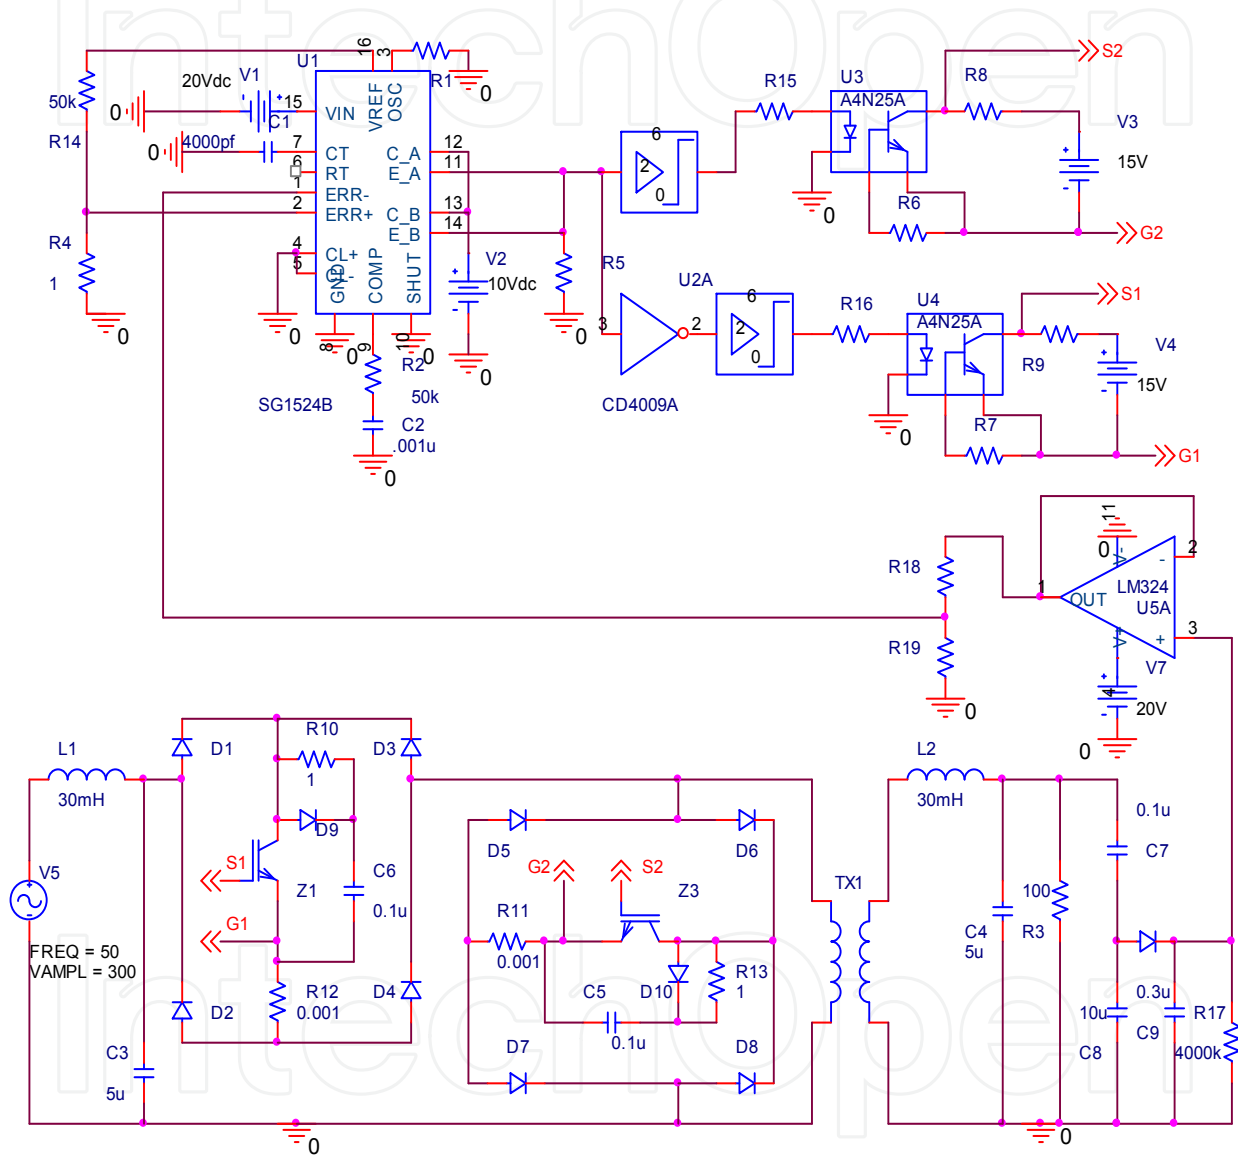 IntechOpen
U1
16
3
R1
0
S2
20Vdc
V1
15
VIN
VREF
OSC
50k
0
C1
R14
4000pf
7
CT
0
6
RT
1
ERR-
2
ERR+
C_A
12
E_A
11
C_B
13
E_B
14
R4
1
0
4
CL+
5
CL-
GND
COMP
SHUT
8
0
9
10
0
R2
50k
SG1524B
C2
.001u
0
V2
10Vdc
0
R5
0
6
2
0
R15
U3
A4N25A
R8
V3
15V
0
R6
G2
U2A
3
2
CD4009A
6
2
0
R16
U4
A4N25A
S1
R9
V4
15V
0
R7
G1
11
0
V-
2
-
R18
1
OUT
LM324
U5A
3
+
V+
R19
V7
4
20V
0
0
L1
30mH
D1
R10
1
D3
D9
S1
Z1
C6
0.1u
G1
V5
FREQ = 50
VAMPL = 300
D2
R12
0.001
D4
C3
5u
0
D5
D6
G2
S2
Z3
R11
0.001
C5
0.1u
D10
R13
1
D7
D8
TX1
L2
30mH
0.1u
C7
100
R3
C4
5u
10u
C8
0.3u
C9
R17
4000k
0
IntechOpen